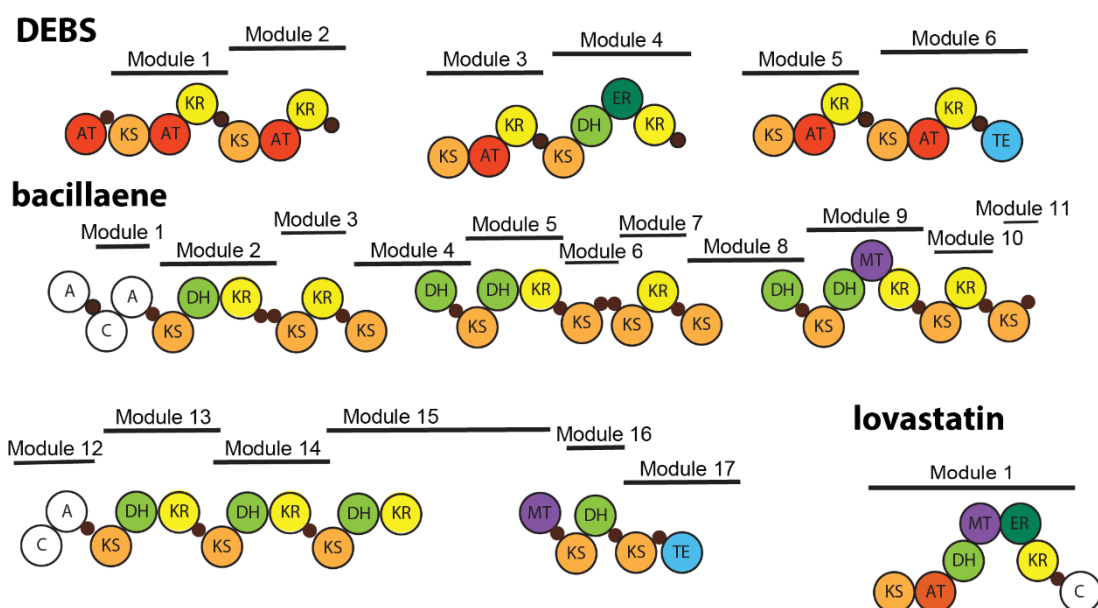 DEBS
Module 1 Module 2 Module 3 Module 4 Module 5 Module 6
AT KS AT KR KS AT KR KS AT KR KS DH ER KR KS AT KR KS AT KR TE
bacillaene
Module 1 Module 2 Module 3 Module 4 Module 5 Module 6 Module 7 Module 8 Module 9 Module 10 Module 11
A C A KS DH KR KS KR KS DH KS DH KR KS KS KR KS DH KS DH MT KR KS KR KS
Module 12 Module 13 Module 14 Module 15 Module 16 Module 17
C A KS DH KR KS DH KR KS DH KR MT KS DH KS TE
lovastatin
Module 1
KS AT DH MT ER KR C